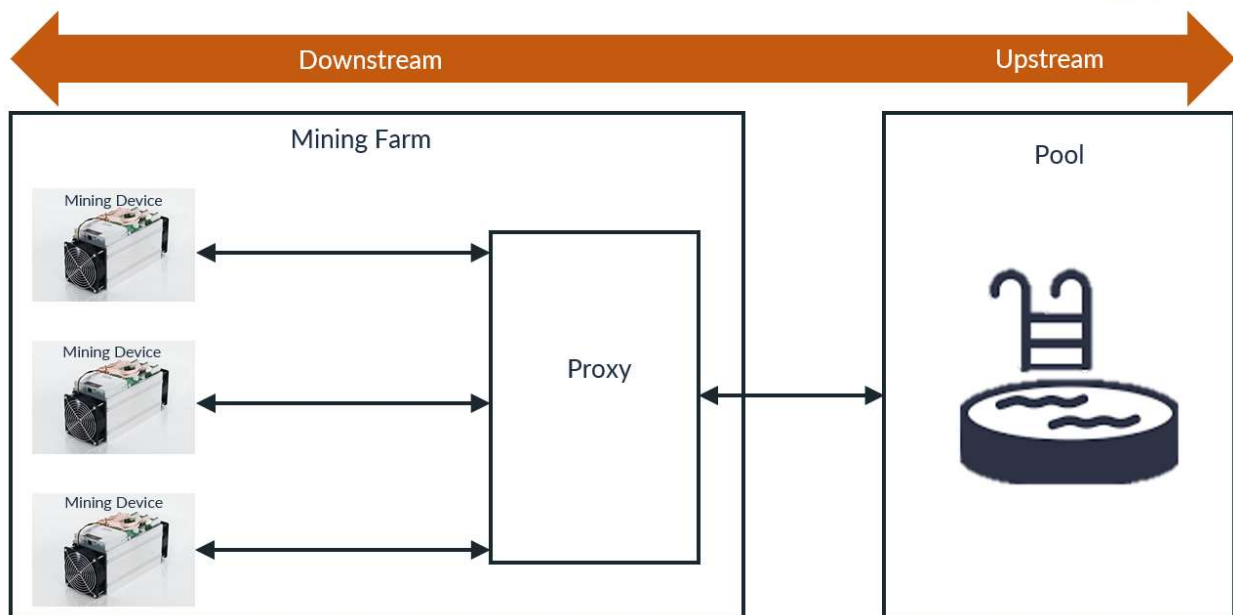 Downstream
Upstream
Mining Farm
Pool
Mining Device
Mining Device
Proxy
Mining Device